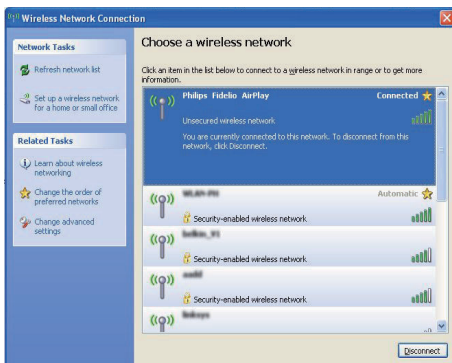 Wireless Network Connection
Network Tasks
Refresh network list
Set up a wireless network
for a home or small office
Related Tasks
Learn about wireless
networking
Change the order of
preferred networks
Change advanced
settings
Choose a wireless network
Click an item in the list below to connect to a wireless network in range or to get more
information.
Philips Fidelio AirPlay Connected
Unsecured wireless network
You are currently connected to this network. To disconnect from this
network, click Disconnect.
Automatic
Security-enabled wireless network
Security-enabled wireless network
Security-enabled wireless network
Disconnect